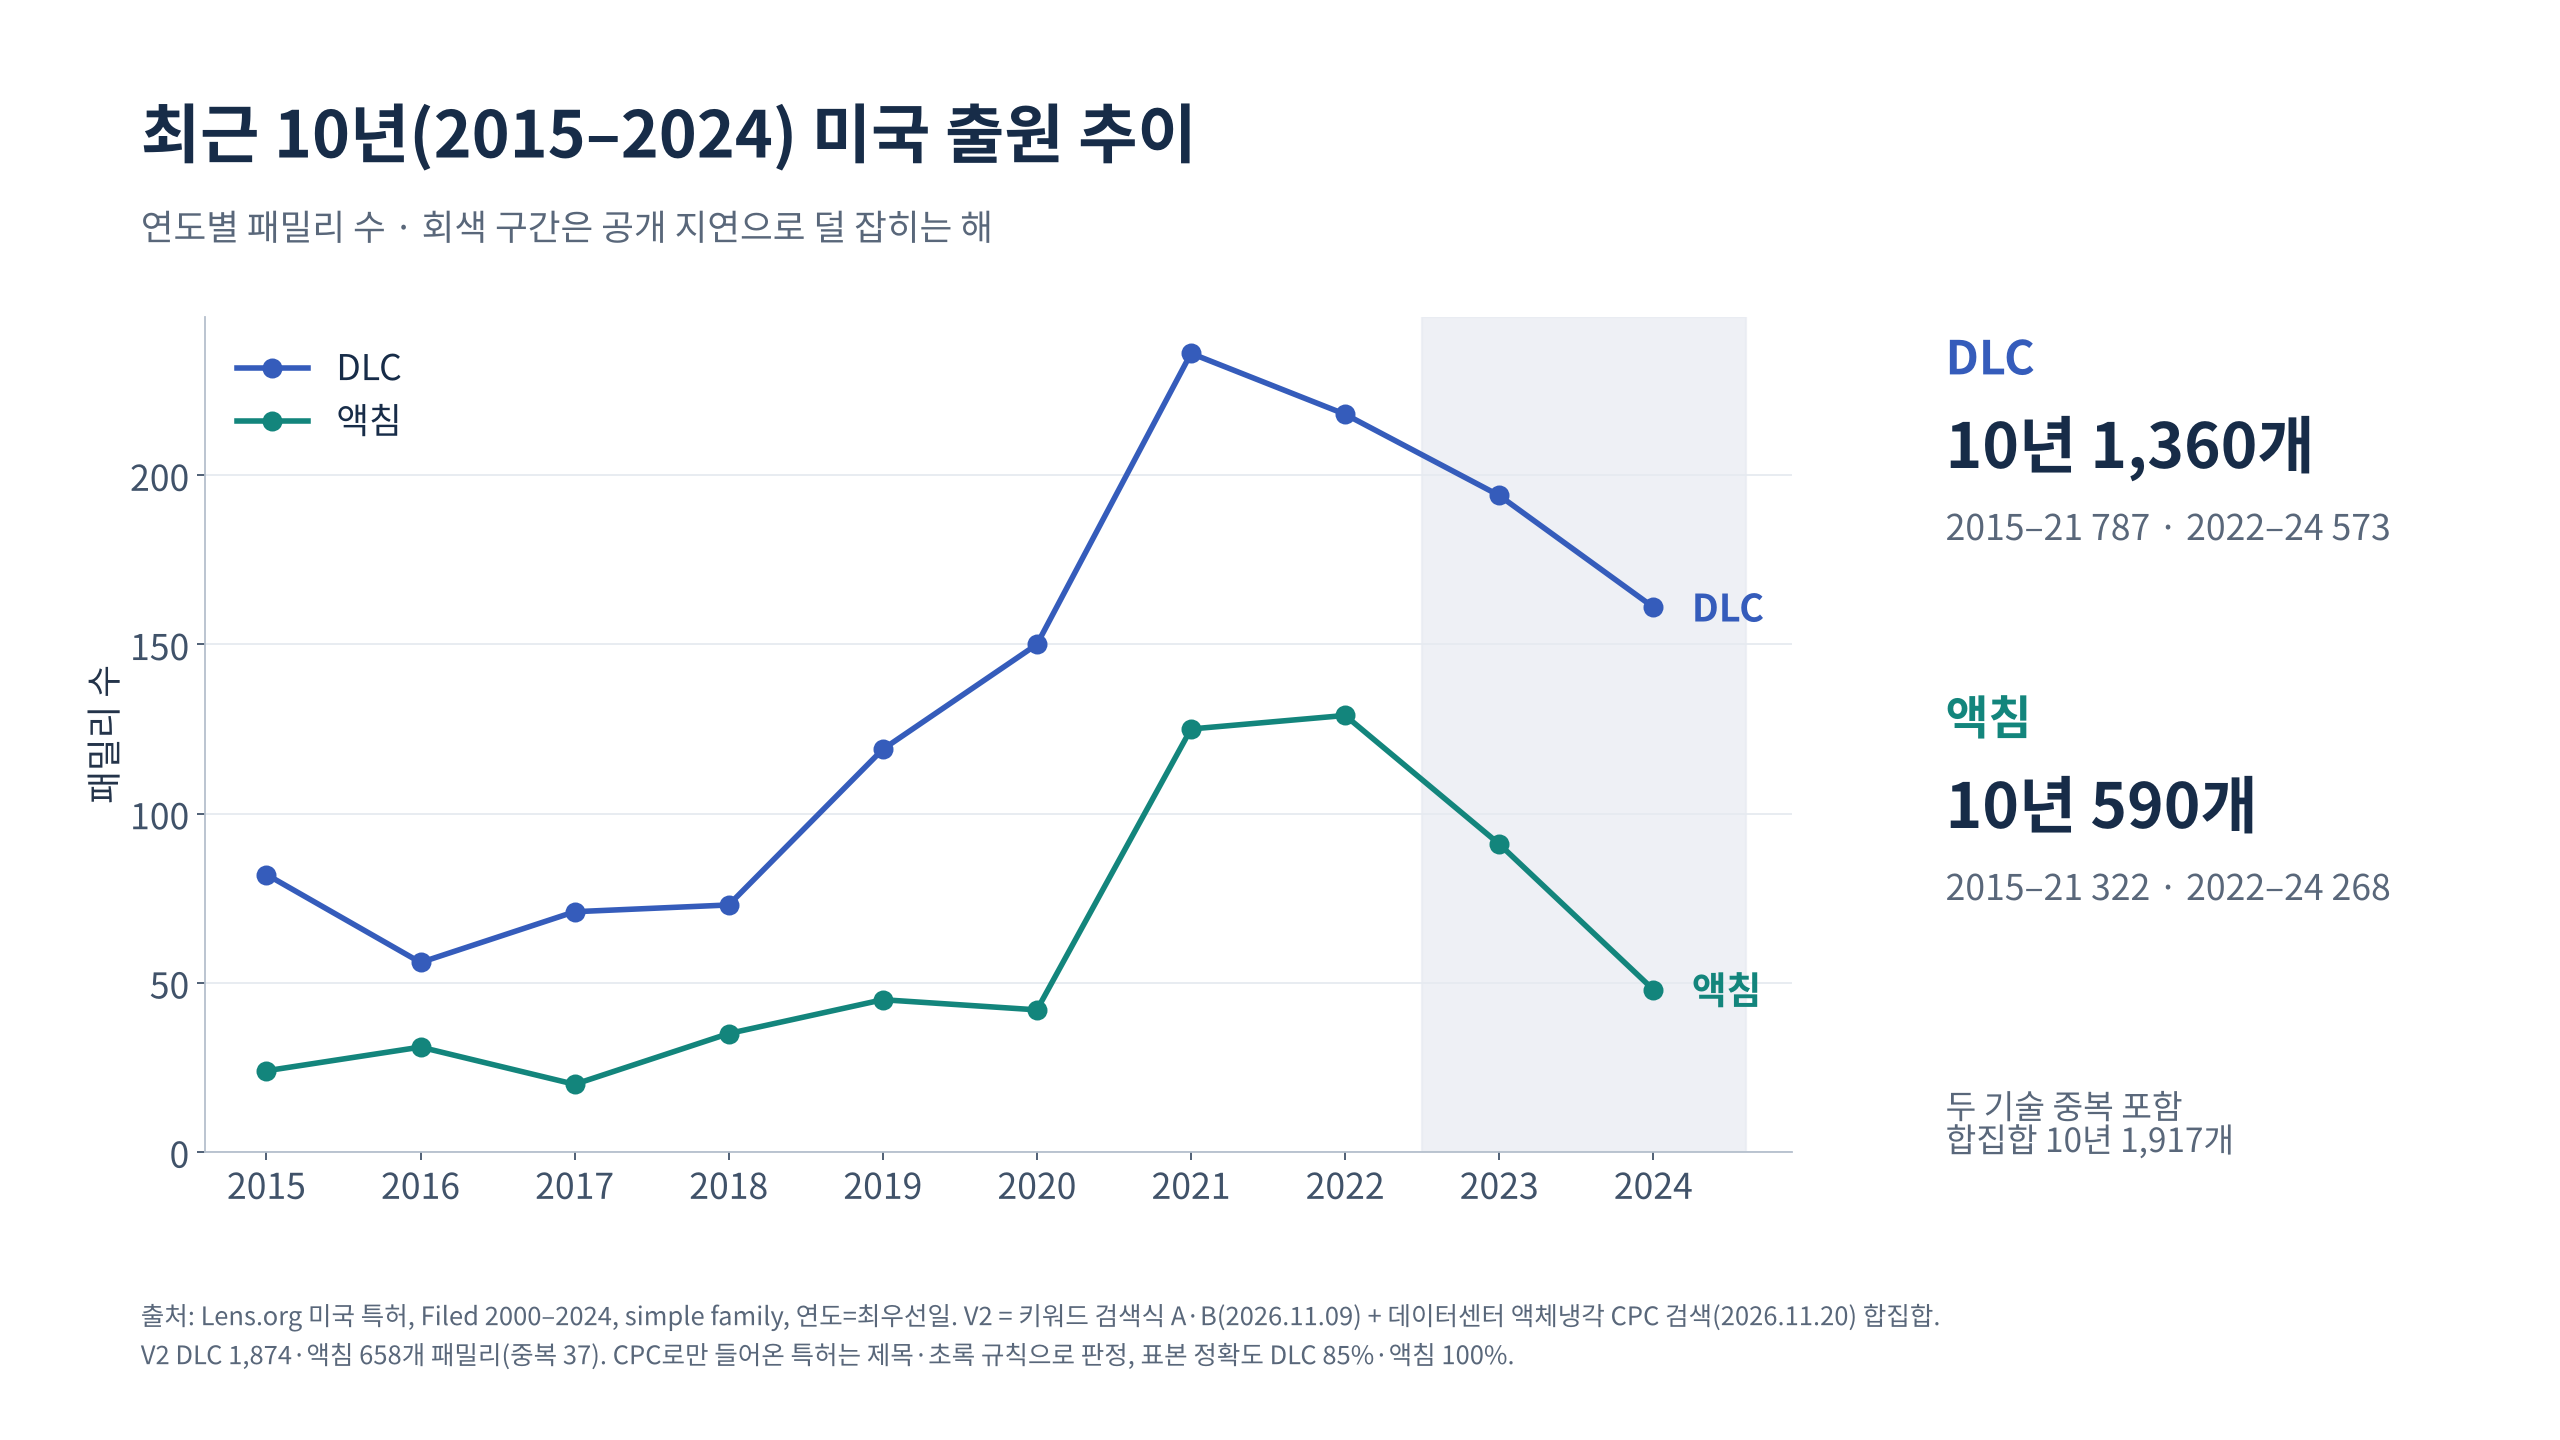 최근 10년(2015–2024) 미국 출원 추이
연도별 패밀리 수 · 회색 구간은 공개 지연으로 덜 잡히는 해
DLC
액침
패밀리 수
200
150
100
50
0
2015 2016 2017 2018 2019 2020 2021 2022 2023 2024
DLC
액침
DLC
10년 1,360개
2015–21 787 · 2022–24 573
액침
10년 590개
2015–21 322 · 2022–24 268
두 기술 중복 포함
합집합 10년 1,917개
출처: Lens.org 미국 특허, Filed 2000–2024, simple family, 연도=최우선일. V2 = 키워드 검색식 A·B(2026.11.09) + 데이터센터 액체냉각 CPC 검색(2026.11.20) 합집합.
V2 DLC 1,874·액침 658개 패밀리(중복 37). CPC로만 들어온 특허는 제목·초록 규칙으로 판정, 표본 정확도 DLC 85%·액침 100%.